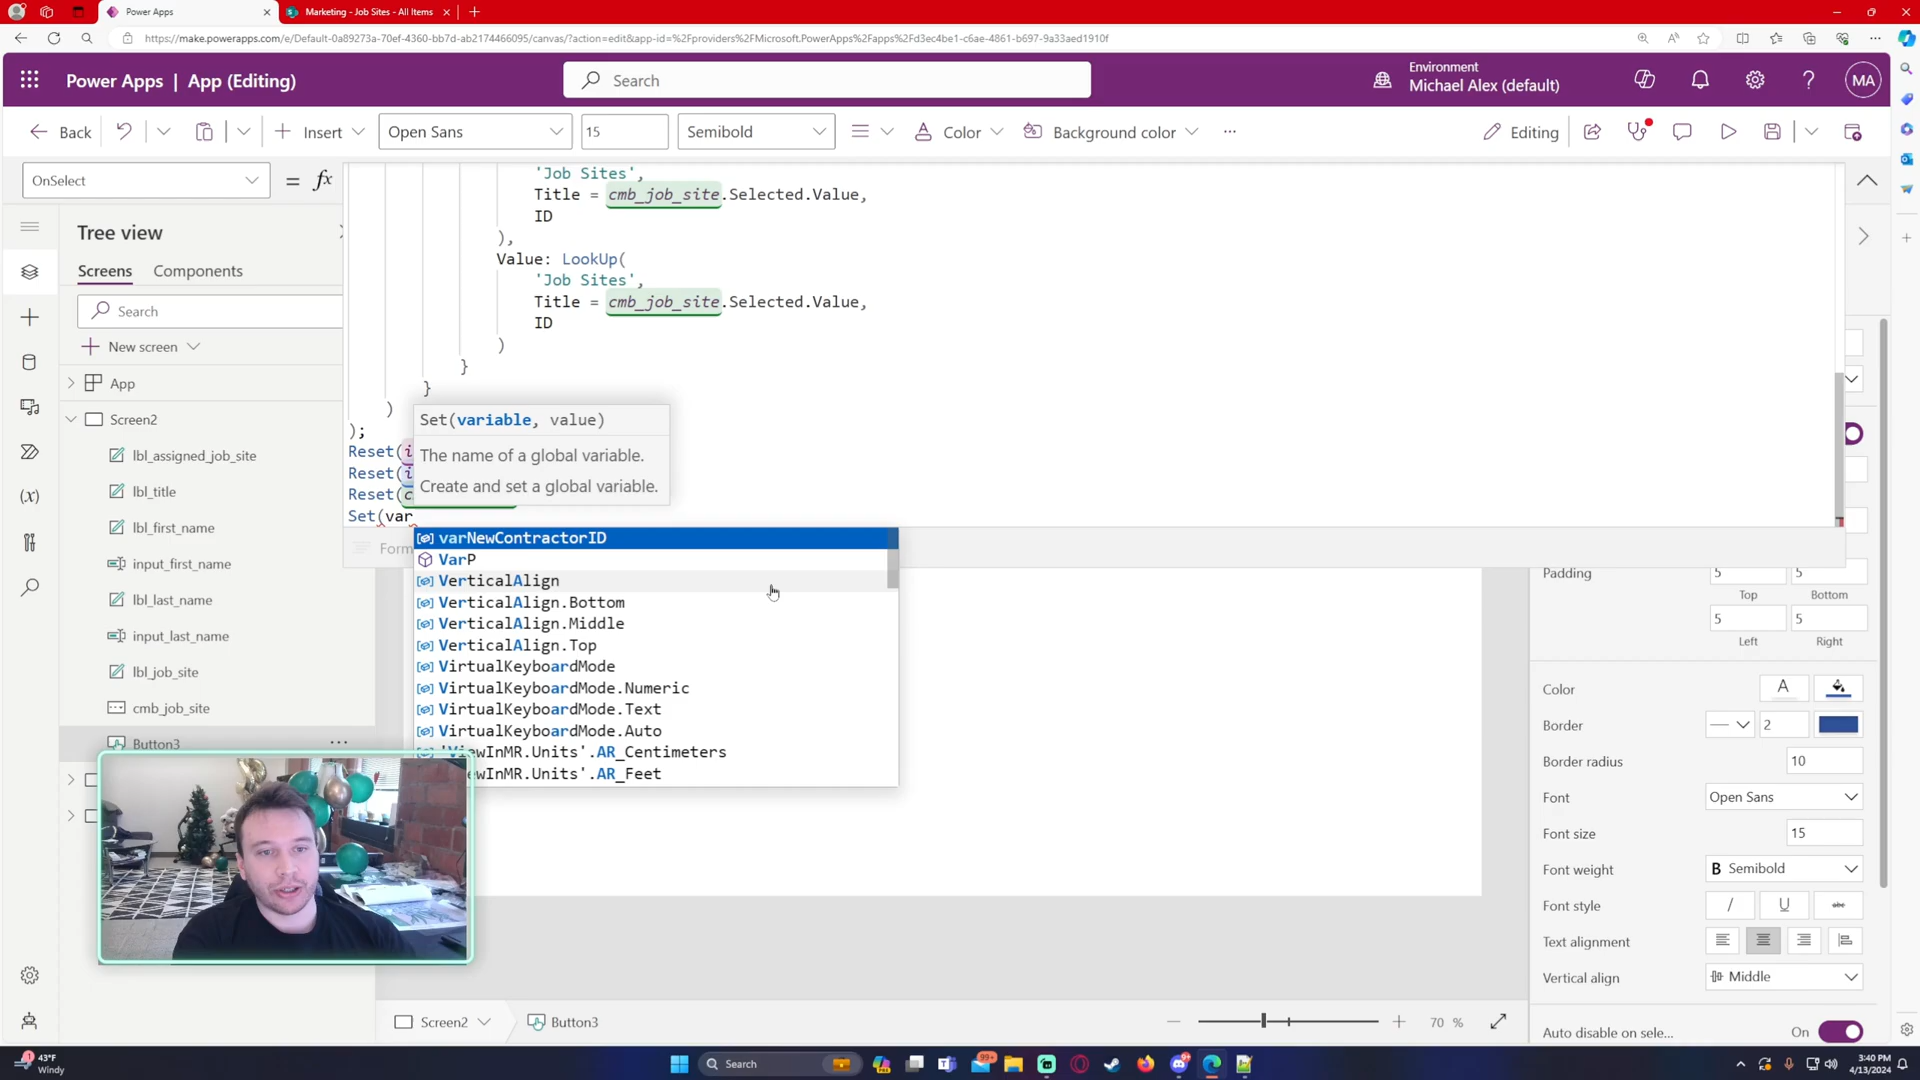 Power Apps
Marketing - Job Sites - All Items
https://make.powerapps.com/e/Default-0a89273a-70ef-4360-bb7d-ab2174466095/canvas/?action=edit&app-id=%2Fproviders%2FMicrosoft.PowerApps%2Fapps%2Fd3ec4be1-c6ae-4861-b697-9a33aed1910f
Power Apps | App (Editing)
Search
Environment
Michael Alex (default)
MA
Back
Insert
Open Sans
15
Semibold
Color
Background color
Editing
OnSelect
= fx
Tree view
Screens
Components
Search
New screen
App
Screen2
lbl_assigned_job_site
lbl_title
lbl_first_name
input_first_name
lbl_last_name
input_last_name
lbl_job_site
cmb_job_site
Button3
'Job Sites',
Title = cmb_job_site.Selected.Value,
ID
),
Value: LookUp(
'Job Sites',
Title = cmb_job_site.Selected.Value,
ID
)
}
}
)
);
Reset(i
Reset(i
Reset(c
Set(var
Set(variable, value)
The name of a global variable.
Create and set a global variable.
Form
varNewContractorID
VarP
VerticalAlign
VerticalAlign.Bottom
VerticalAlign.Middle
VerticalAlign.Top
VirtualKeyboardMode
VirtualKeyboardMode.Numeric
VirtualKeyboardMode.Text
VirtualKeyboardMode.Auto
'ViewInMR.Units'.AR_Centimeters
ewInMR.Units'.AR_Feet
Padding
5
5
Top
Bottom
5
5
Left
Right
Color
A
Border
2
Border radius
10
Font
Open Sans
Font size
15
Font weight
B Semibold
Font style
/
U
abc
Text alignment
Vertical align
Middle
Auto disable on sele...
On
Screen2
Button3
70 %
43°F
Windy
Search
99+
3:40 PM
4/13/2024